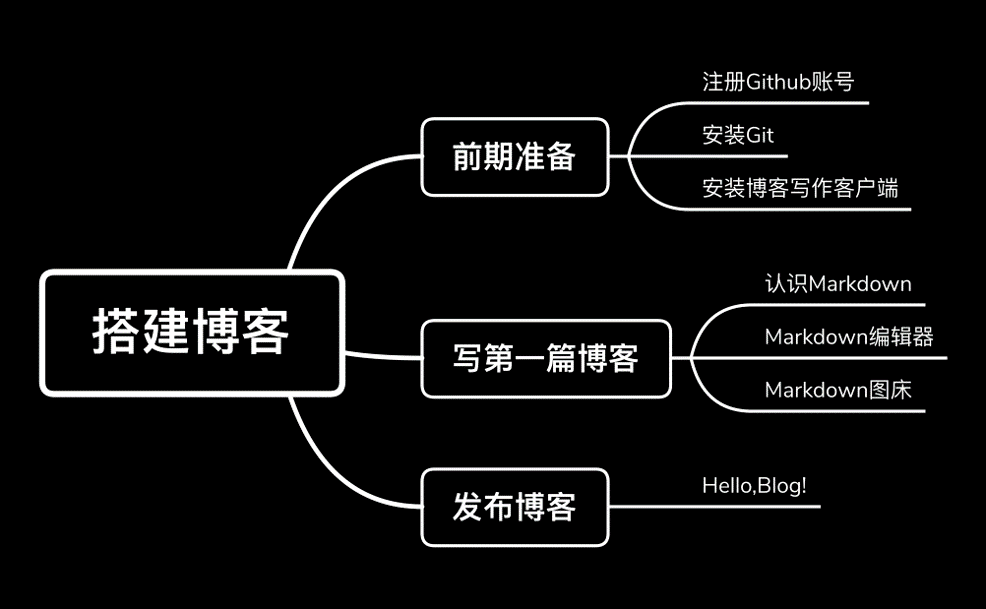 搭建博客
前期准备
注册Github账号
安装Git
安装博客写作客户端
写第一篇博客
认识Markdown
Markdown编辑器
Markdown图床
发布博客
Hello,Blog!